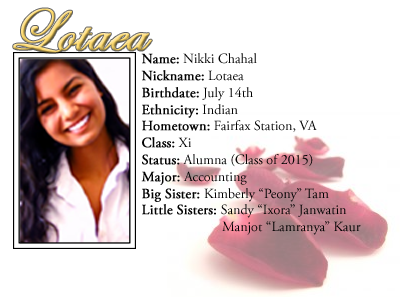 Lotaea
Name: Nikki Chahal
Nickname: Lotaea
Birthdate: July 14th
Ethnicity: Indian
Hometown: Fairfax Station, VA
Class: Xi
Status: Alumna (Class of 2015)
Major: Accounting
Big Sister: Kimberly “Peony” Tam
Little Sisters: Sandy “Ixora” Janwatin
Manjot “Lamranya” Kaur